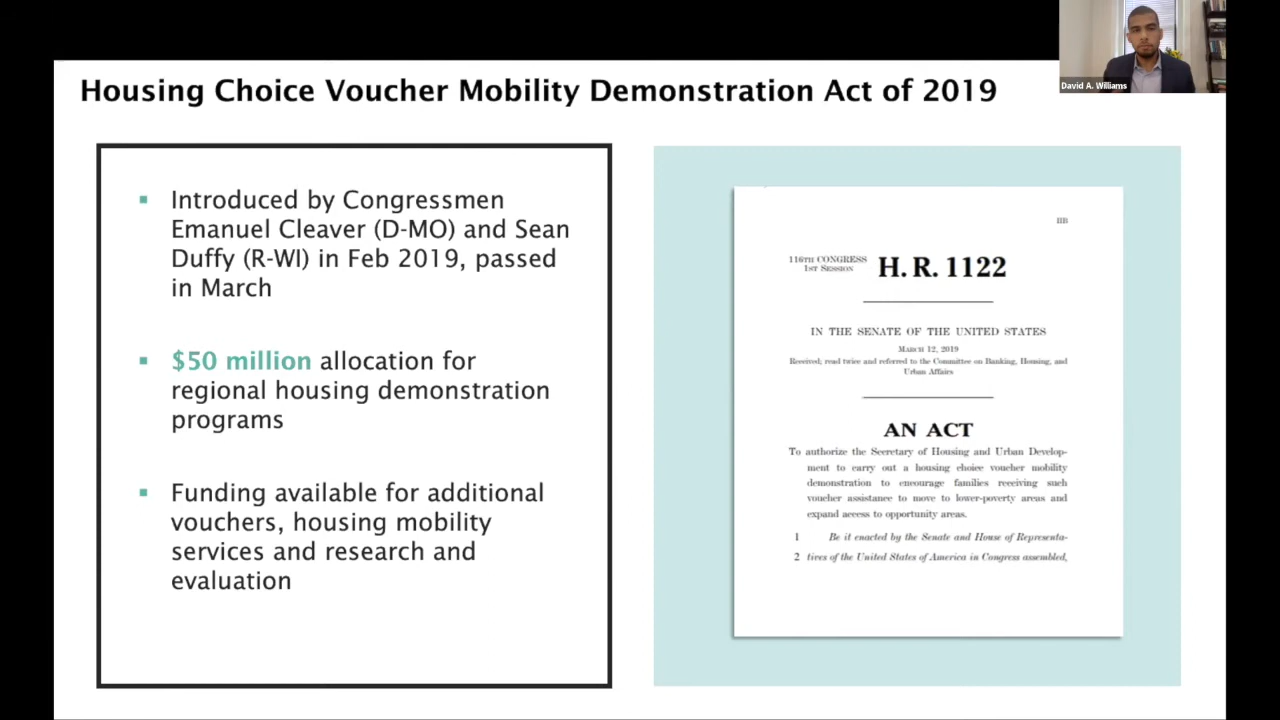 Housing Choice Voucher Mobility Demonstration Act of 2019
David A. Williams
▪ Introduced by Congressmen
Emanuel Cleaver (D-MO) and Sean
Duffy (R-WI) in Feb 2019, passed
in March
▪ $50 million allocation for
regional housing demonstration
programs
▪ Funding available for additional
vouchers, housing mobility
services and research and
evaluation
IIB
116TH CONGRESS
1ST SESSION
H. R. 1122
IN THE SENATE OF THE UNITED STATES
MARCH 12, 2019
Received; read twice and referred to the Committee on Banking, Housing, and
Urban Affairs
AN ACT
To authorize the Secretary of Housing and Urban Develop-
ment to carry out a housing choice voucher mobility
demonstration to encourage families receiving such
voucher assistance to move to lower-poverty areas and
expand access to opportunity areas.
1 Be it enacted by the Senate and House of Representa-
2 tives of the United States of America in Congress assembled,